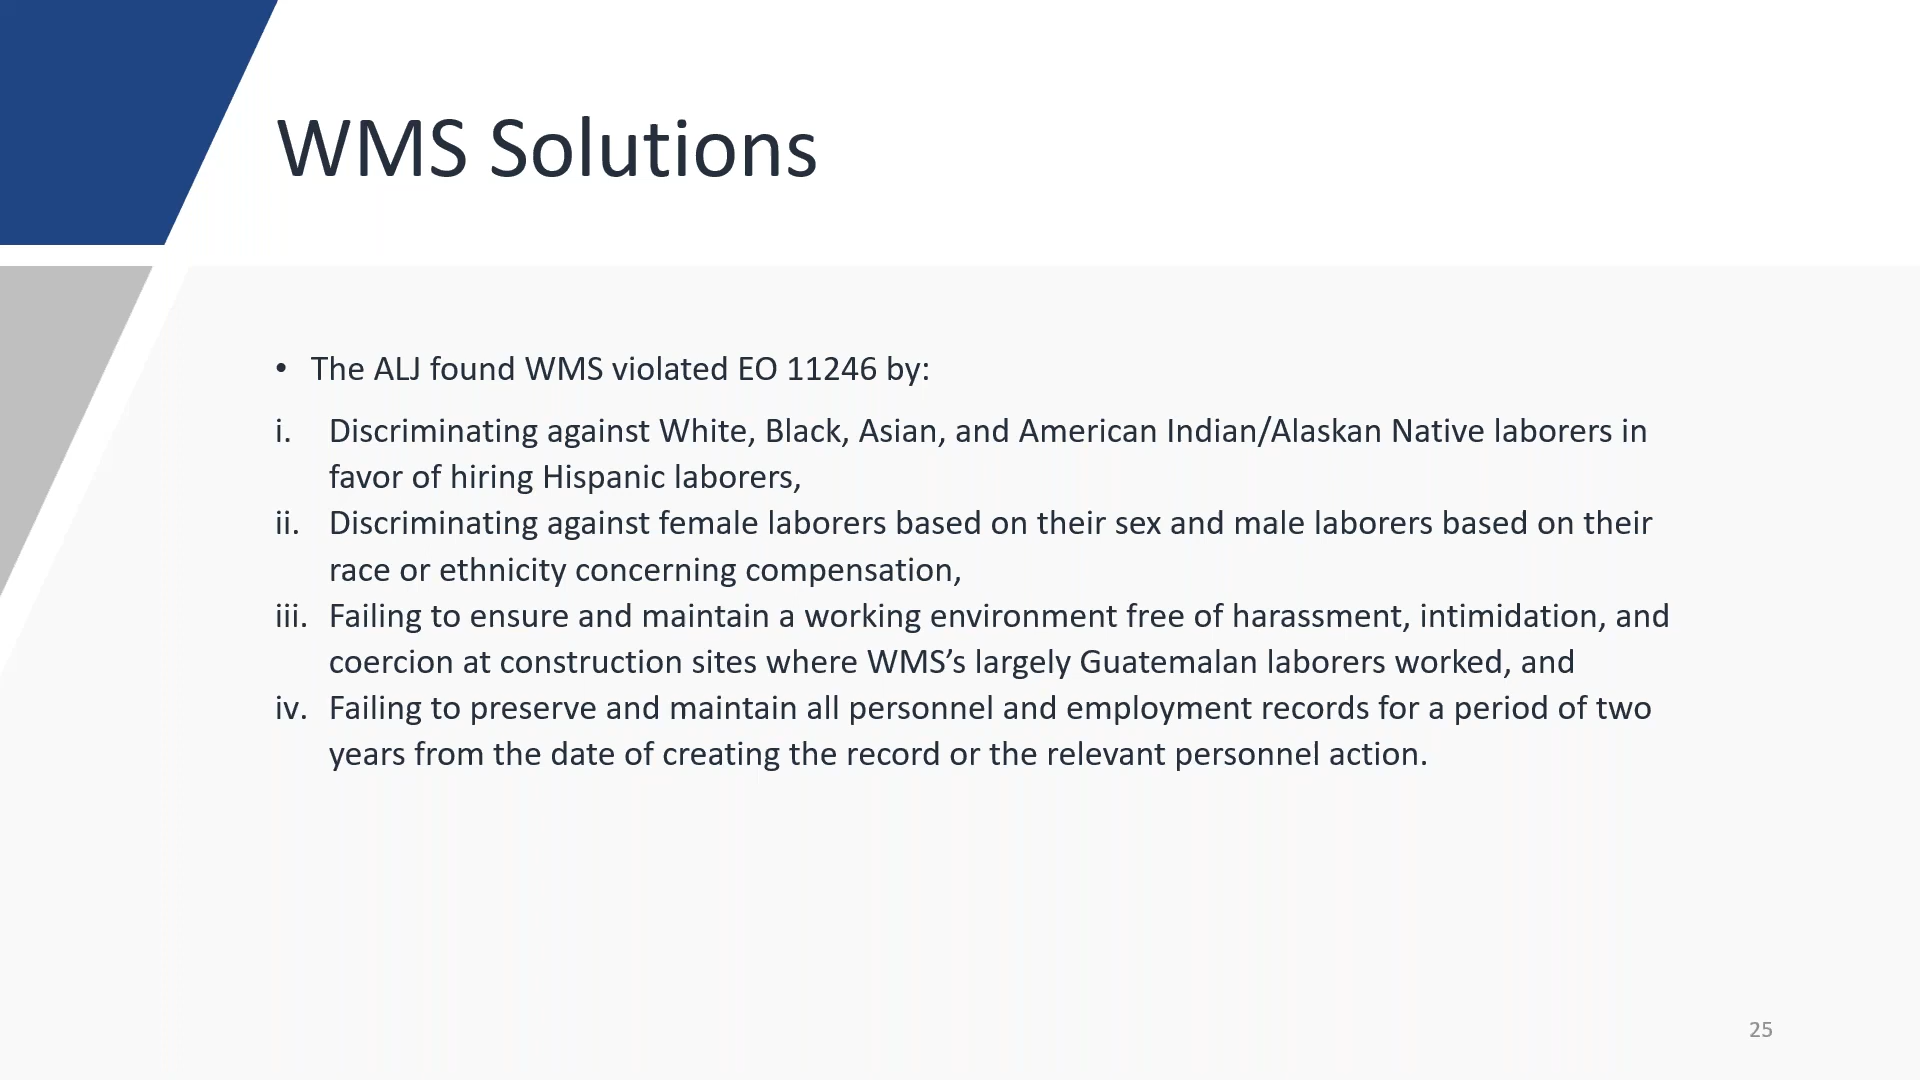 WMS Solutions
• The ALJ found WMS violated EO 11246 by:
i. Discriminating against White, Black, Asian, and American Indian/Alaskan Native laborers in
favor of hiring Hispanic laborers,
ii. Discriminating against female laborers based on their sex and male laborers based on their
race or ethnicity concerning compensation,
iii. Failing to ensure and maintain a working environment free of harassment, intimidation, and
coercion at construction sites where WMS’s largely Guatemalan laborers worked, and
iv. Failing to preserve and maintain all personnel and employment records for a period of two
years from the date of creating the record or the relevant personnel action.
25